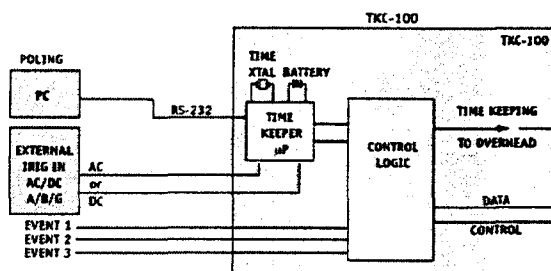 TKC-100
TKC-100
POLING
PC
RS-232
TIME
XTAL
BATTERY
TIME
KEEPER
µP
CONTROL
LOGIC
TIME KEEPING
TO OVERHEAD
EXTERNAL
IRIG IN
AC/DC
A/B/G
AC
or
DC
DATA
CONTROL
EVENT 1
EVENT 2
EVENT 3